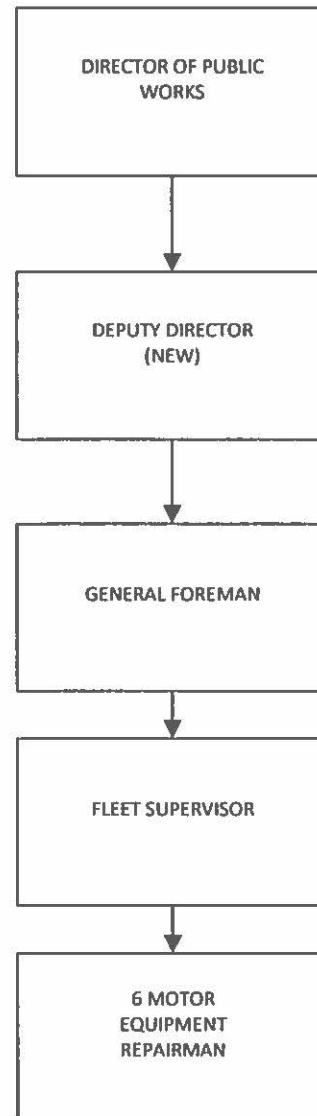 DIRECTOR OF PUBLIC
WORKS
DEPUTY DIRECTOR
(NEW)
GENERAL FOREMAN
FLEET SUPERVISOR
6 MOTOR
EQUIPMENT
REPAIRMAN